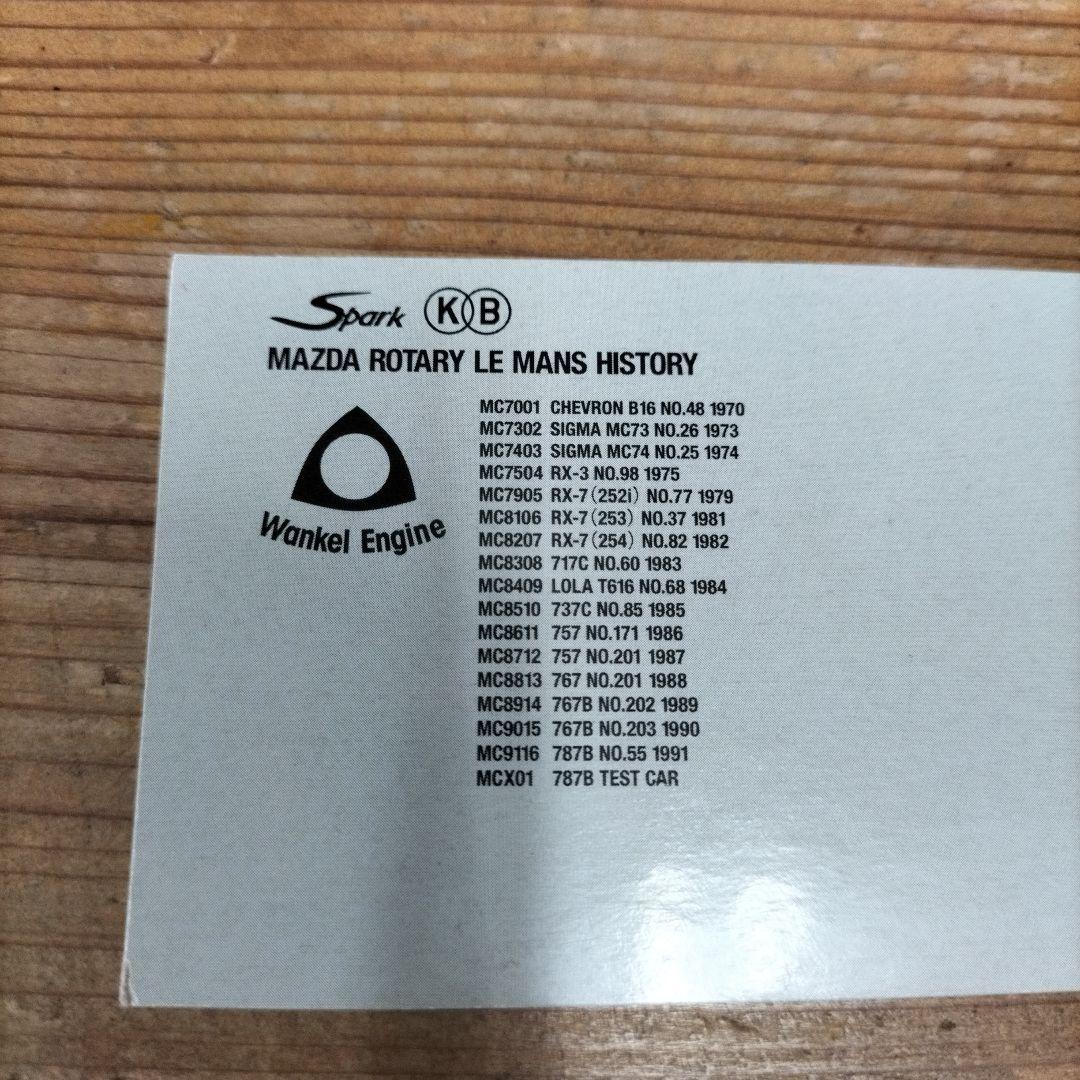 Spark KB
MAZDA ROTARY LE MANS HISTORY
Wankel Engine
MC7001 CHEVRON B16 NO.48 1970
MC7302 SIGMA MC73 NO.26 1973
MC7403 SIGMA MC74 NO.25 1974
MC7504 RX-3 NO.98 1975
MC7905 RX-7(252i) NO.77 1979
MC8106 RX-7(253) NO.37 1981
MC8207 RX-7(254) NO.82 1982
MC8308 717C NO.60 1983
MC8409 LOLA T616 NO.68 1984
MC8510 737C NO.85 1985
MC8611 757 NO.171 1986
MC8712 757 NO.201 1987
MC8813 767 NO.201 1988
MC8914 767B NO.202 1989
MC9015 767B NO.203 1990
MC9116 787B NO.55 1991
MCX01 787B TEST CAR